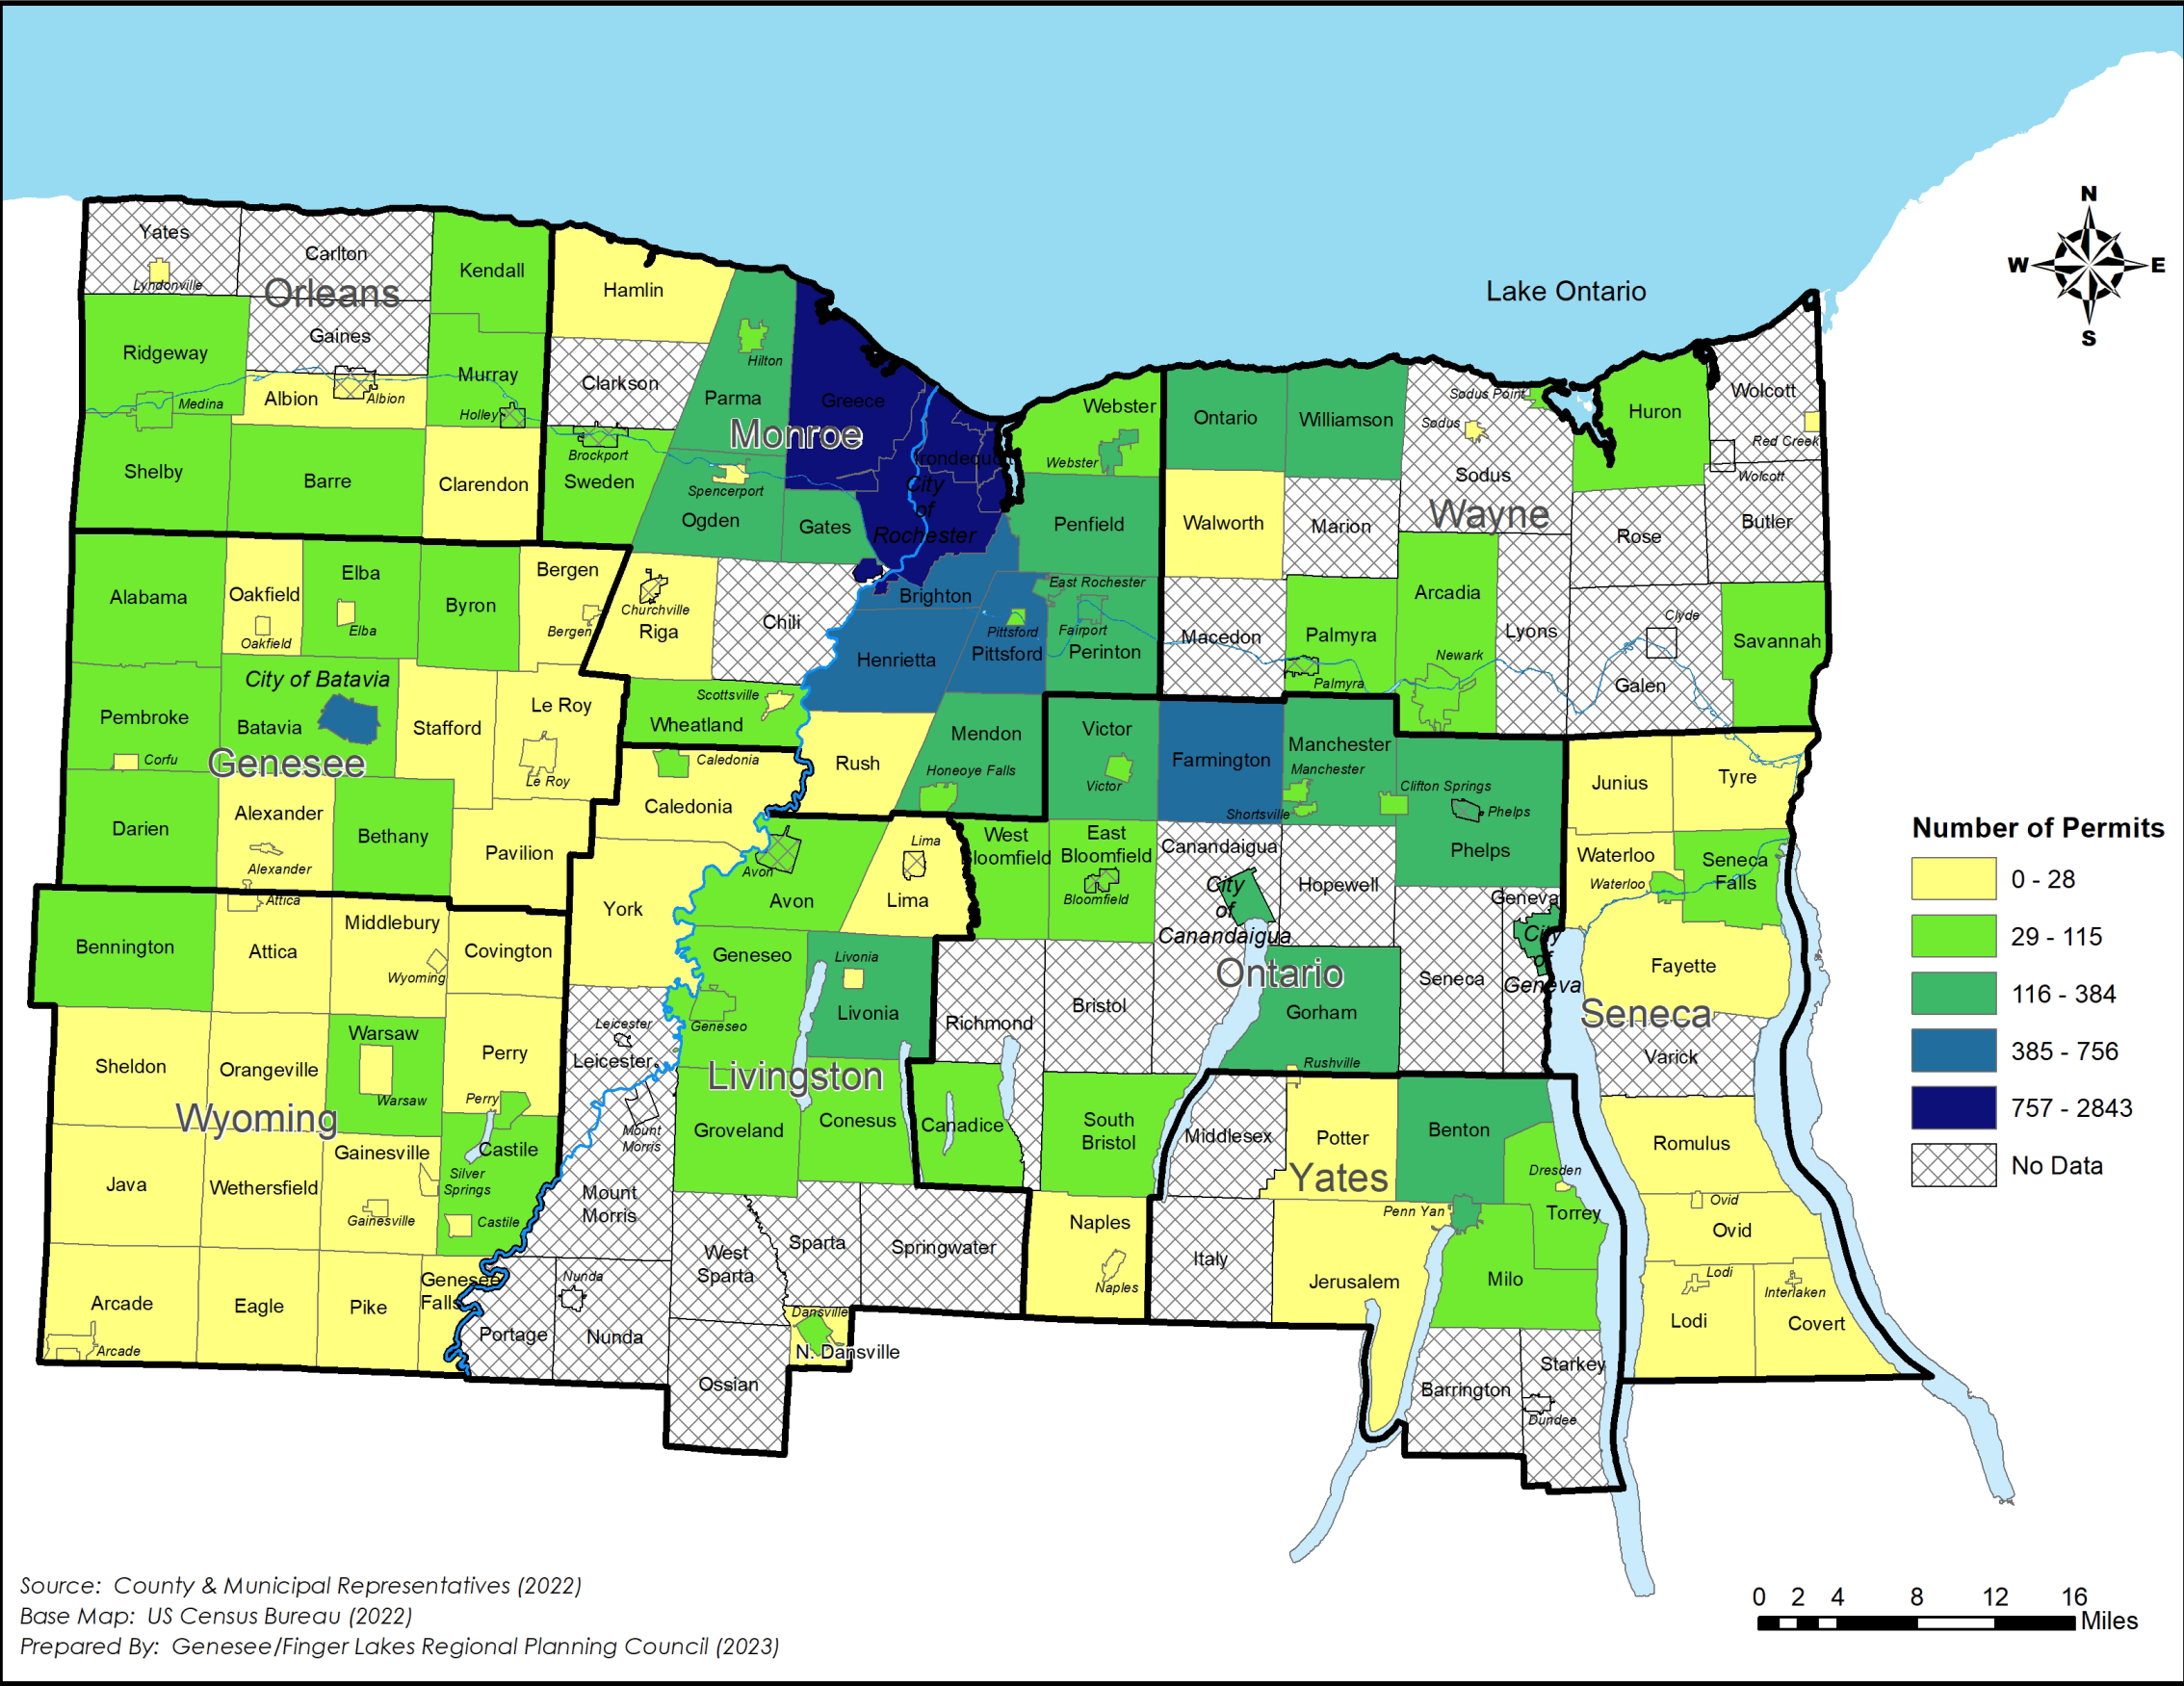 N
W
E
S
Lake Ontario
Yates
Lyndonville
Carlton
Orleans
Gaines
Kendall
Ridgeway
Medina
Albion
Albion
Murray
Holley
Shelby
Barre
Clarendon
Hamlin
Clarkson
Brockport
Sweden
Hilton
Parma
Monroe
Spencerport
Ogden
Greece
Irondequoit
City
of
Rochester
Gates
Webster
Webster
Penfield
Brighton
East Rochester
Fairport
Perinton
Pittsford
Pittsford
Henrietta
Churchville
Riga
Chili
Scottsville
Wheatland
Rush
Mendon
Honeoye Falls
Ontario
Williamson
Walworth
Marion
Sodus Point
Sodus
Sodus
Wayne
Huron
Wolcott
Red Creek
Wolcott
Butler
Rose
Macedon
Palmyra
Palmyra
Arcadia
Newark
Lyons
Clyde
Galen
Savannah
Alabama
Oakfield
Oakfield
Elba
Elba
Byron
Bergen
Bergen
City of Batavia
Pembroke
Corfu
Batavia
Genesee
Stafford
Le Roy
Le Roy
Darien
Alexander
Alexander
Bethany
Pavilion
Bennington
Attica
Attica
Middlebury
Wyoming
Covington
Sheldon
Orangeville
Warsaw
Warsaw
Perry
Perry
Wyoming
Java
Wethersfield
Gainesville
Gainesville
Silver
Springs
Castile
Castile
Arcade
Arcade
Eagle
Pike
Genesee
Falls
Caledonia
Caledonia
York
Avon
Avon
Lima
Lima
Geneseo
Geneseo
Livonia
Livonia
Leicester
Leicester
Livingston
Mount
Morris
Mount
Morris
Groveland
Conesus
West
Sparta
Sparta
Springwater
Portage
Nunda
Nunda
Ossian
Dansville
N. Dansville
Victor
Victor
Farmington
Manchester
Manchester
Shortsville
Clifton Springs
Phelps
Phelps
West
Bloomfield
East
Bloomfield
Bloomfield
Canandaigua
City
of
Canandaigua
Hopewell
Geneva
City
of
Geneva
Ontario
Seneca
Gorham
Rushville
Richmond
Bristol
Canadice
South
Bristol
Naples
Naples
Junius
Tyre
Waterloo
Waterloo
Seneca
Falls
Fayette
Seneca
Varick
Romulus
Ovid
Ovid
Lodi
Lodi
Interlaken
Covert
Middlesex
Potter
Yates
Benton
Dresden
Torrey
Penn Yan
Italy
Jerusalem
Milo
Barrington
Starkey
Dundee
Number of Permits
0 - 28
29 - 115
116 - 384
385 - 756
757 - 2843
No Data
Source: County & Municipal Representatives (2022)
Base Map: US Census Bureau (2022)
Prepared By: Genesee/Finger Lakes Regional Planning Council (2023)
0 2 4 8 12 16
Miles